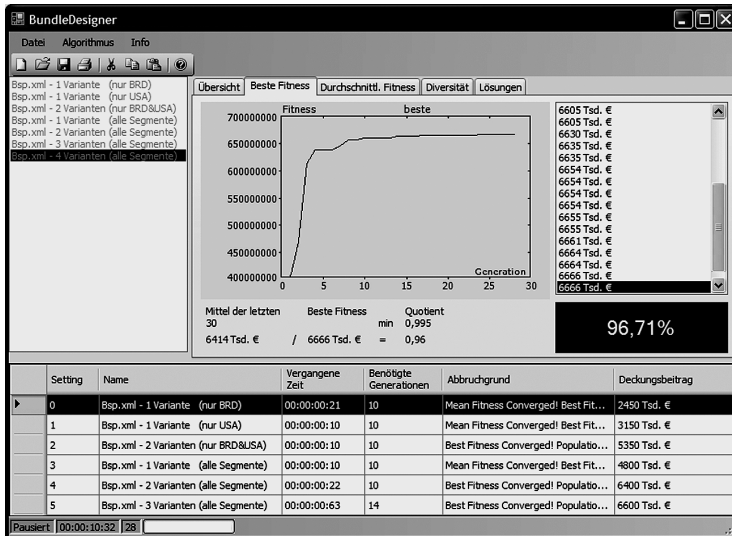 BundleDesigner
Datei Algorithmus Info
Bsp.xml - 1 Variante (nur BRD)
Bsp.xml - 1 Variante (nur USA)
Bsp.xml - 2 Varianten (nur BRD&USA)
Bsp.xml - 1 Variante (alle Segmente)
Bsp.xml - 2 Varianten (alle Segmente)
Bsp.xml - 3 Varianten (alle Segmente)
Bsp.xml - 4 Varianten (alle Segmente)
Übersicht Beste Fitness Durchschnittl. Fitness Diversität Lösungen
Fitness beste
700000000
650000000
600000000
550000000
500000000
450000000
400000000
0 5 10 15 20 25 30
Generation
6605 Tsd. €
6605 Tsd. €
6630 Tsd. €
6635 Tsd. €
6635 Tsd. €
6654 Tsd. €
6654 Tsd. €
6654 Tsd. €
6654 Tsd. €
6655 Tsd. €
6655 Tsd. €
6661 Tsd. €
6664 Tsd. €
6664 Tsd. €
6666 Tsd. €
6666 Tsd. €
Mittel der letzten Beste Fitness Quotient
30 min 0,995
6414 Tsd. € / 6666 Tsd. € = 0,96
96,71%
Setting Name Vergangene Zeit Benötigte Generationen Abbruchgrund Deckungsbeitrag
0 Bsp.xml - 1 Variante (nur BRD) 00:00:00:21 10 Mean Fitness Converged! Best Fit... 2450 Tsd. €
1 Bsp.xml - 1 Variante (nur USA) 00:00:00:10 10 Mean Fitness Converged! Best Fit... 3150 Tsd. €
2 Bsp.xml - 2 Varianten (nur BRD&USA) 00:00:00:10 10 Best Fitness Converged! Populatio... 5350 Tsd. €
3 Bsp.xml - 1 Variante (alle Segmente) 00:00:00:10 10 Mean Fitness Converged! Best Fit... 4800 Tsd. €
4 Bsp.xml - 2 Varianten (alle Segmente) 00:00:00:22 10 Best Fitness Converged! Populatio... 6400 Tsd. €
5 Bsp.xml - 3 Varianten (alle Segmente) 00:00:00:63 14 Best Fitness Converged! Populatio... 6600 Tsd. €
Pausiert 00:00:10:32 28